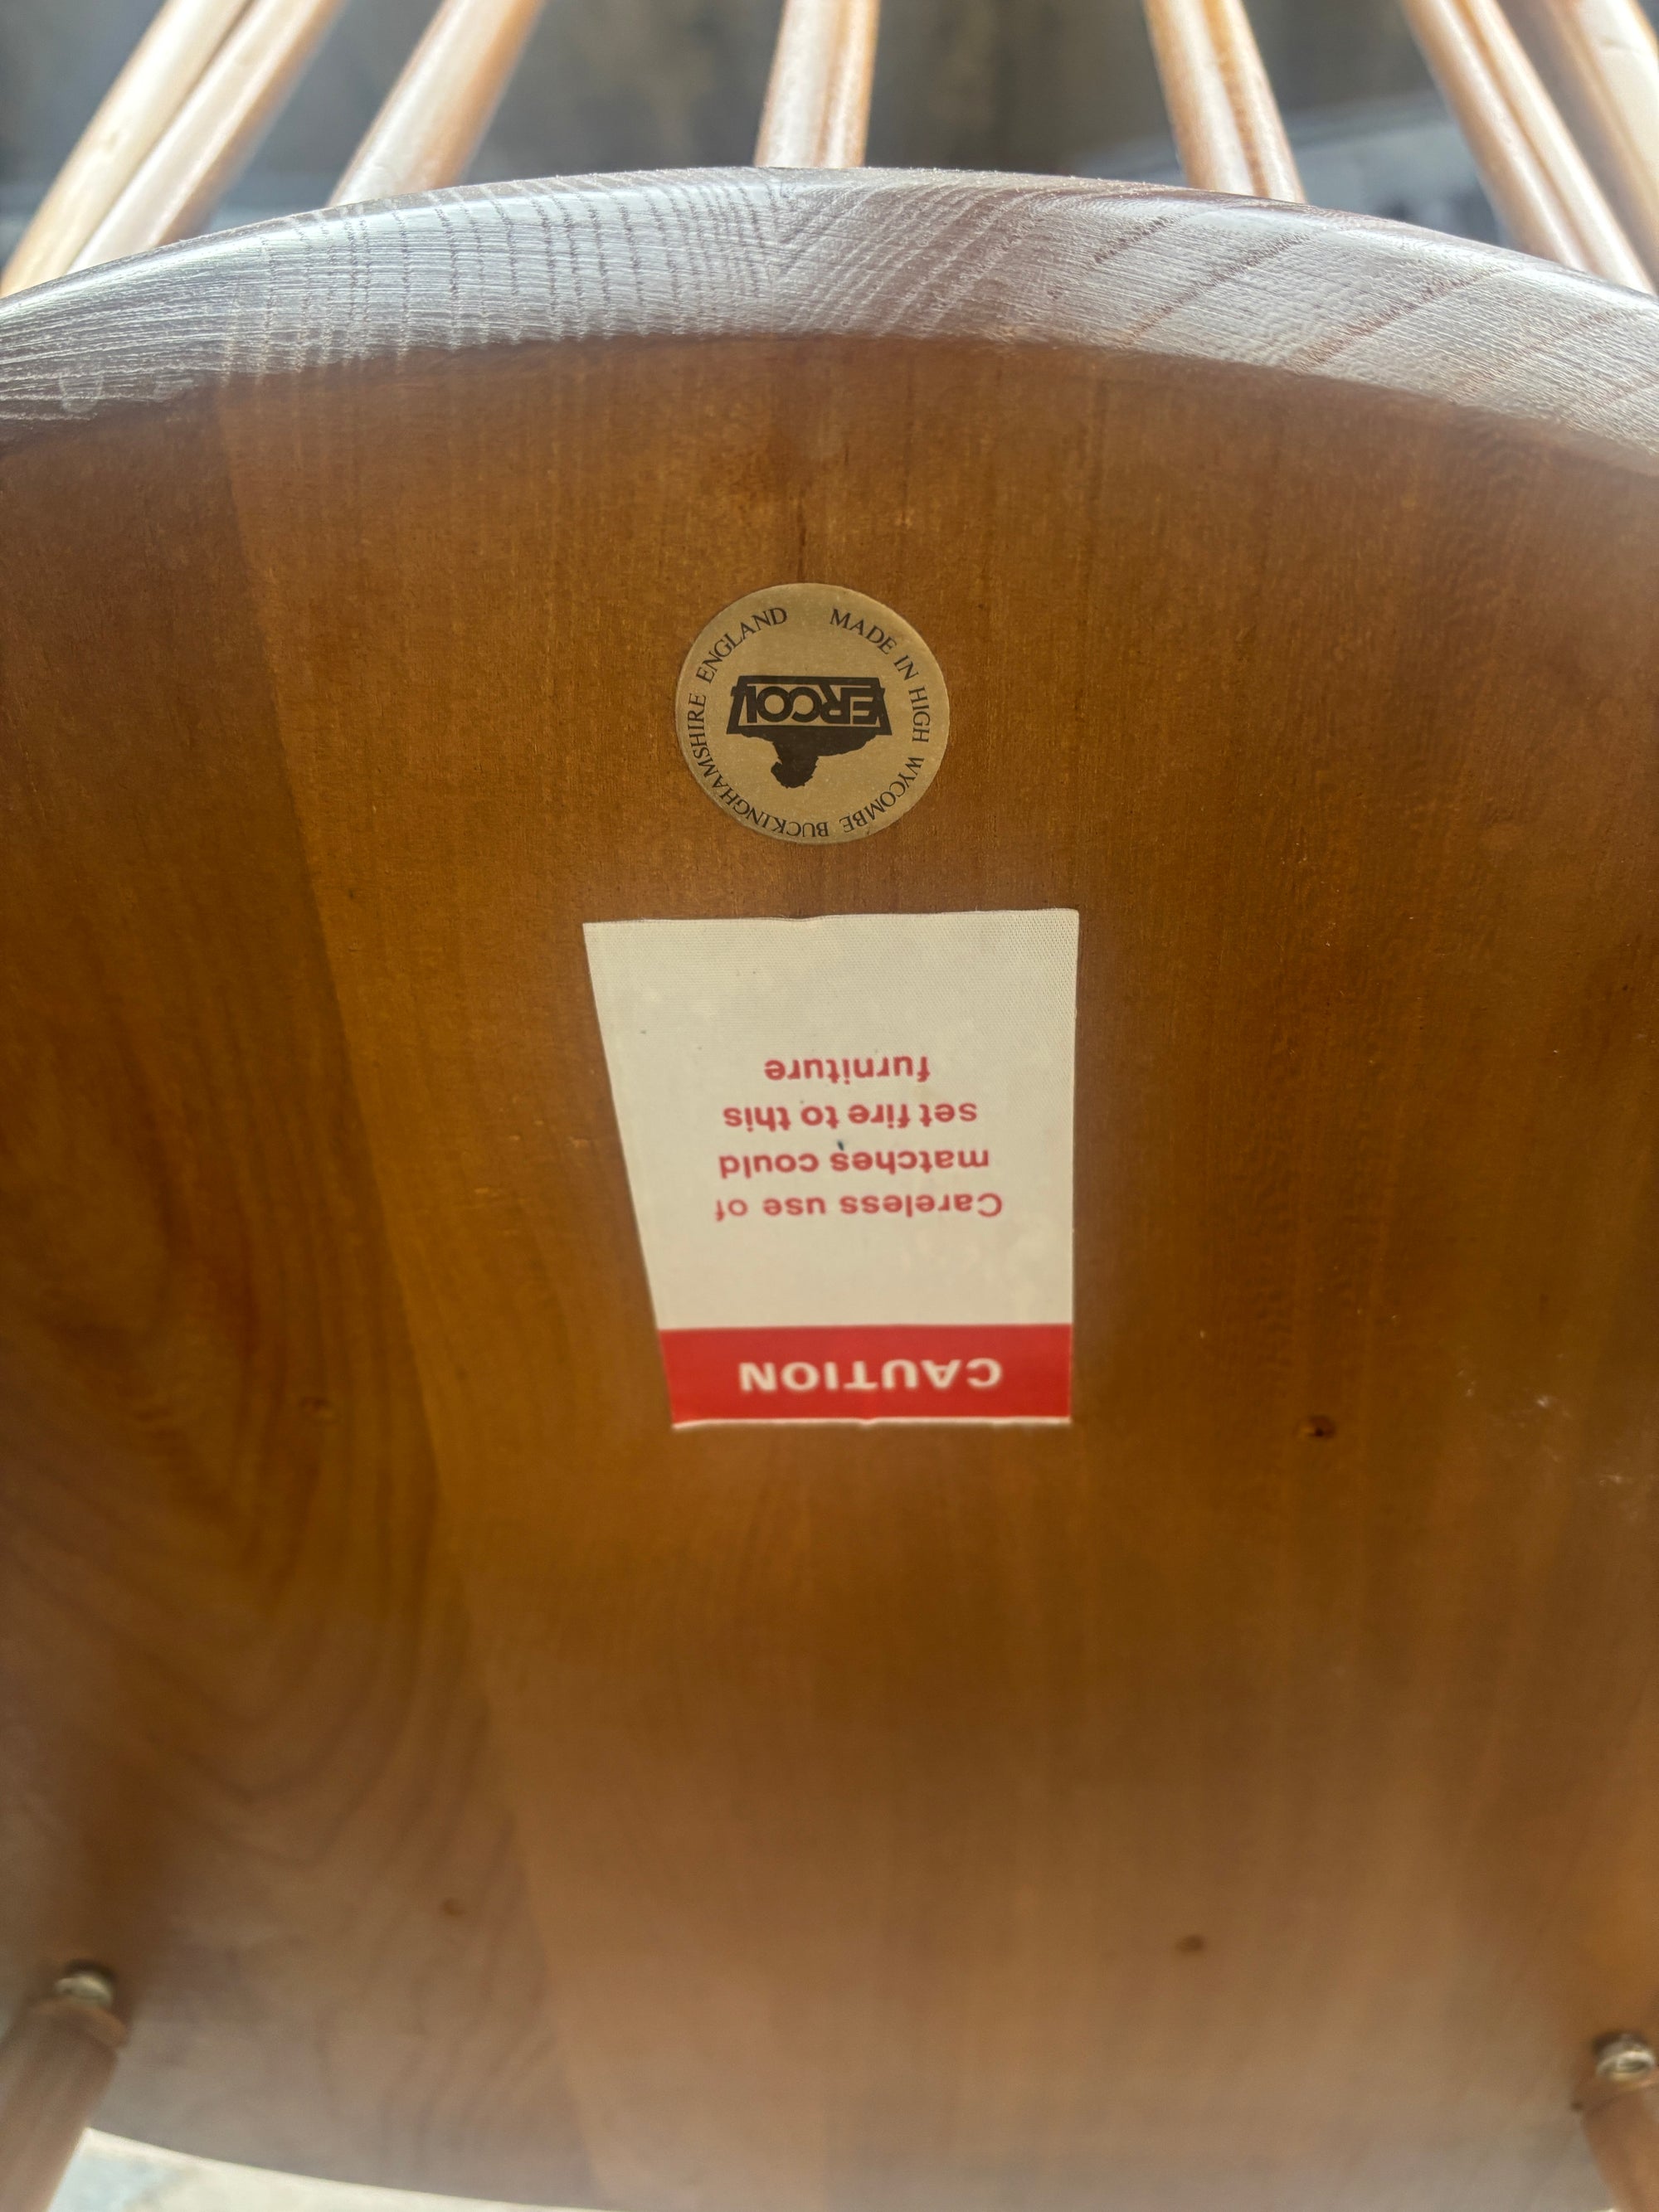 MADE IN HIGH WYCOMBE BUCKINGHAMSHIRE ENGLAND
ERCOL
CAUTION
Careless use of
matches could
set fire to this
furniture